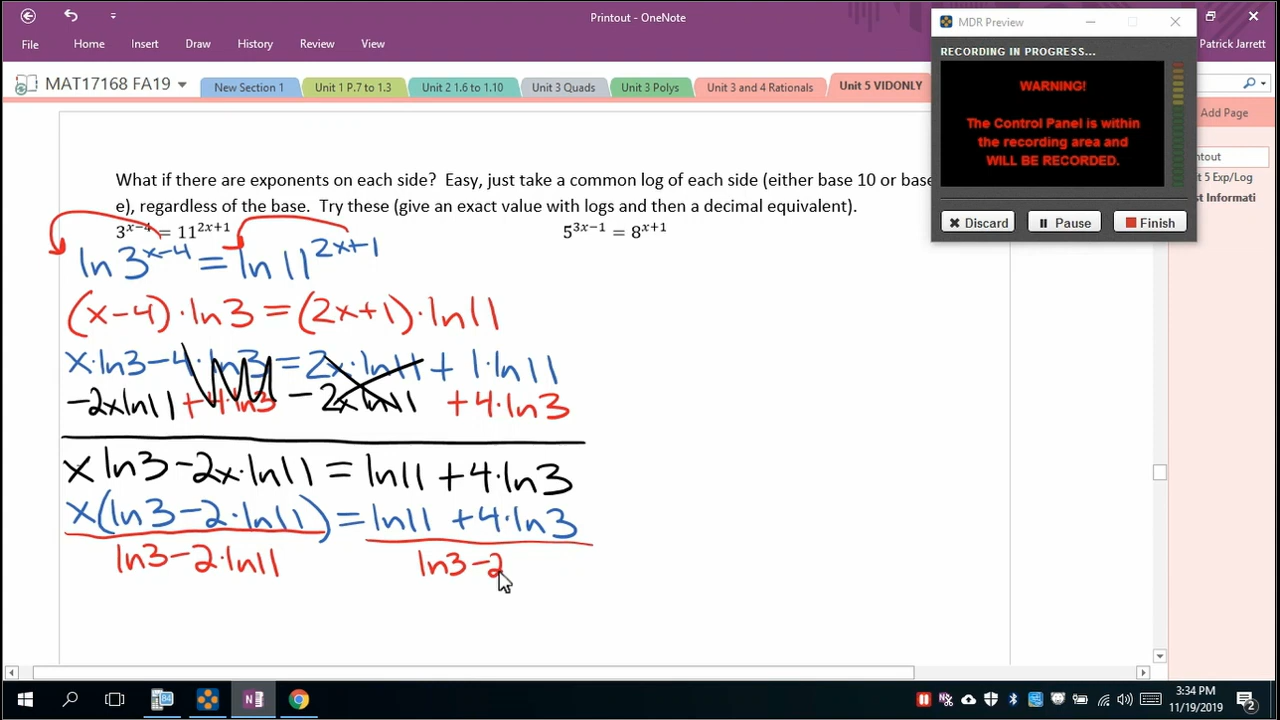 Printout - OneNote
MDR Preview
Patrick Jarrett
File Home Insert Draw History Review View
RECORDING IN PROGRESS...
WARNING!
The Control Panel is within
the recording area and
WILL BE RECORDED.
Discard Pause Finish
MAT17168 FA19
New Section 1 Unit 1 P.7 to 1.3 Unit 2 1.6 to 1.10 Unit 3 Quads Unit 3 Polys Unit 3 and 4 Rationals Unit 5 VIDONLY
Add Page
ntout
t 5 Exp/Log
st Informati
What if there are exponents on each side? Easy, just take a common log of each side (either base 10 or base
e), regardless of the base. Try these (give an exact value with logs and then a decimal equivalent).
3^{x-4} = 11^{2x+1} 5^{3x-1} = 8^{x+1}
ln 3^{x-4} = ln 11^{2x+1}
(x-4)·ln3 = (2x+1)·ln11
x·ln3-4·ln3 = 2x·ln11 + 1·ln11
-2xln11 +4·ln3 - 2xln11 +4·ln3
x ln3-2x·ln11 = ln11 +4·ln3
x(ln3-2·ln11) = ln11 +4·ln3
ln3-2·ln11 ln3-2
3:34 PM
11/19/2019
2